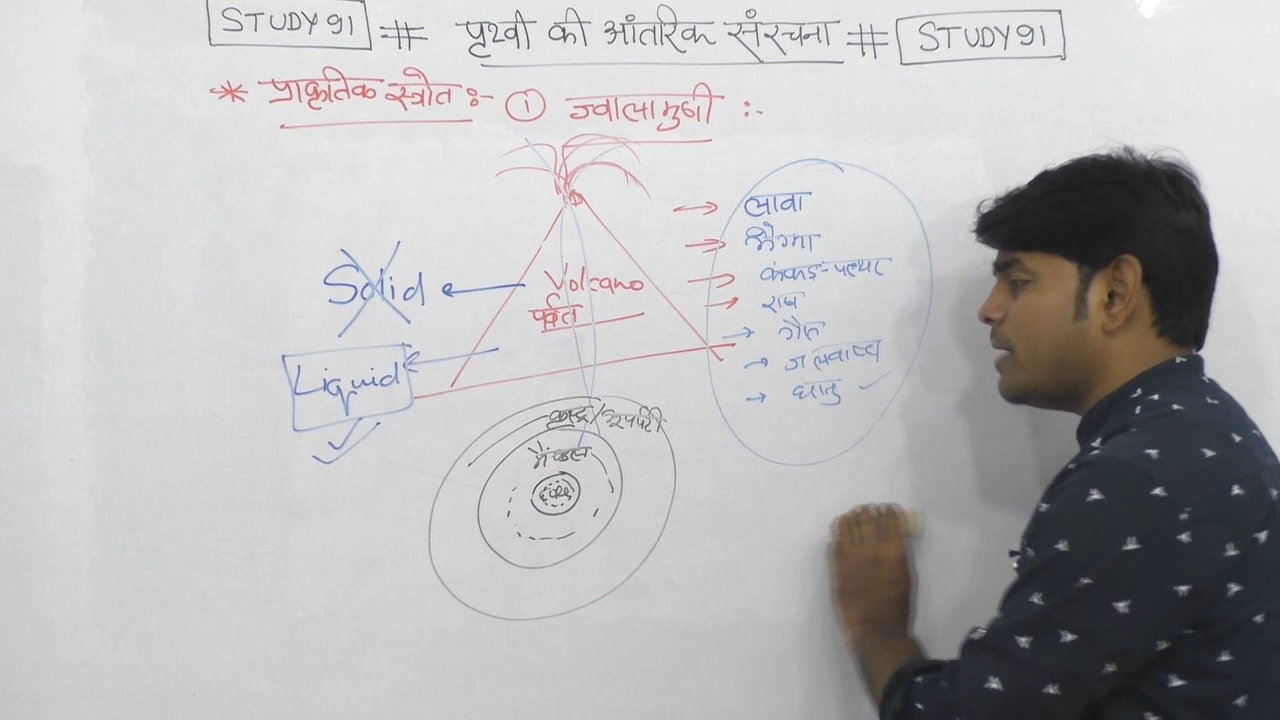 STUDY91 # पृथ्वी की आंतरिक संरचना # STUDY91
* प्राकृतिक स्त्रोत :- ① ज्वालामुखी :-
→ लावा
→ मैग्मा
→ कंकड़-पत्थर
→ राख
→ गैस
→ जलवाष्प
→ धातु
Solid ← Volcano
पर्वत
Liquid ←
क्रस्ट/भूपर्पटी
मैण्टल
core